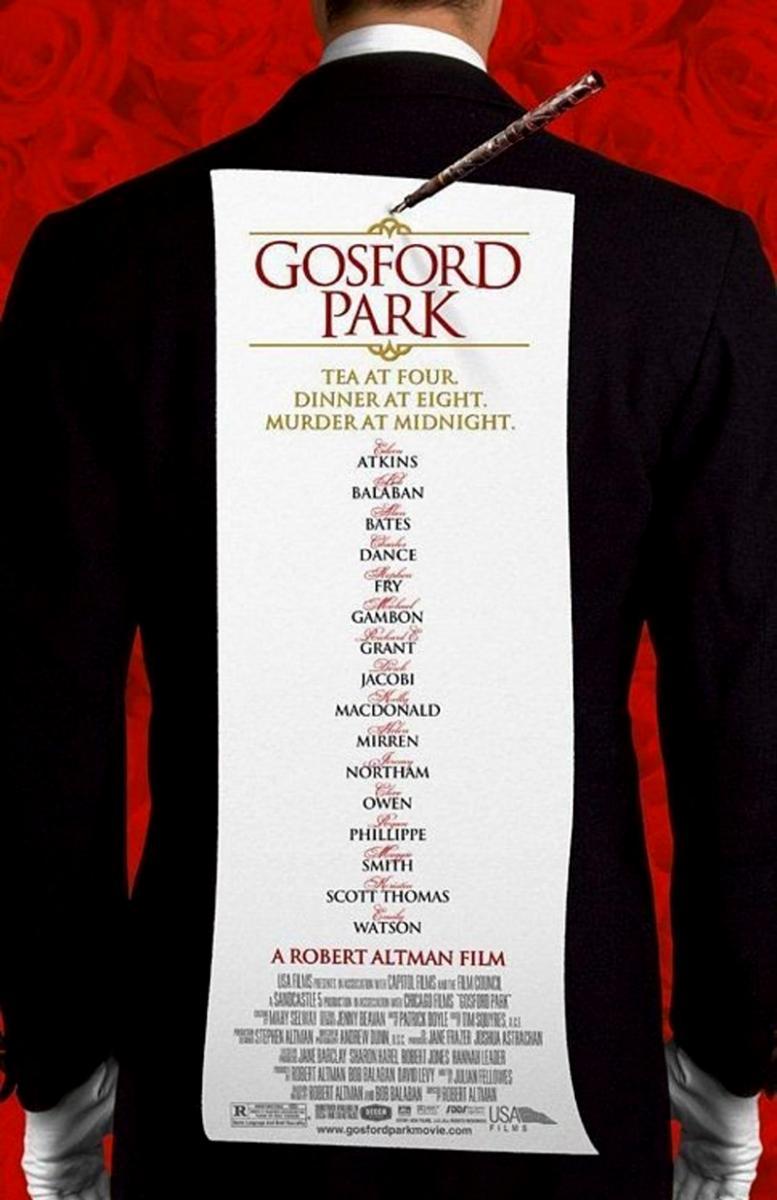 GOSFORD
PARK
TEA AT FOUR.
DINNER AT EIGHT.
MURDER AT MIDNIGHT.
Eileen
ATKINS
Bob
BALABAN
Alan
BATES
Charles
DANCE
Stephen
FRY
Michael
GAMBON
Richard E.
GRANT
Derek
JACOBI
Kelly
MACDONALD
Helen
MIRREN
Jeremy
NORTHAM
Clive
OWEN
Ryan
PHILLIPPE
Maggie
SMITH
Kristin
SCOTT THOMAS
Emily
WATSON
A ROBERT ALTMAN FILM
USA FILMS PRESENTS IN ASSOCIATION WITH CAPITOL FILMS AND THE FILM COUNCIL
A SANDCASTLE 5 PRODUCTION IN ASSOCIATION WITH CHICAGO FILMS "GOSFORD PARK"
MARY SELWAY JENNY BEAVAN PATRICK DOYLE TIM SQUYRES, A.C.E.
STEPHEN ALTMAN ANDREW DUNN, B.S.C. JANE FRAZER JOSHUA ASTRACHAN
JANE BARCLAY SHARON HAREL ROBERT JONES HANNAH LEADER
ROBERT ALTMAN BOB BALABAN DAVID LEVY JULIAN FELLOWES
ROBERT ALTMAN AND BOB BALABAN ROBERT ALTMAN
R
DECCA
USA
FILMS
www.gosfordparkmovie.com